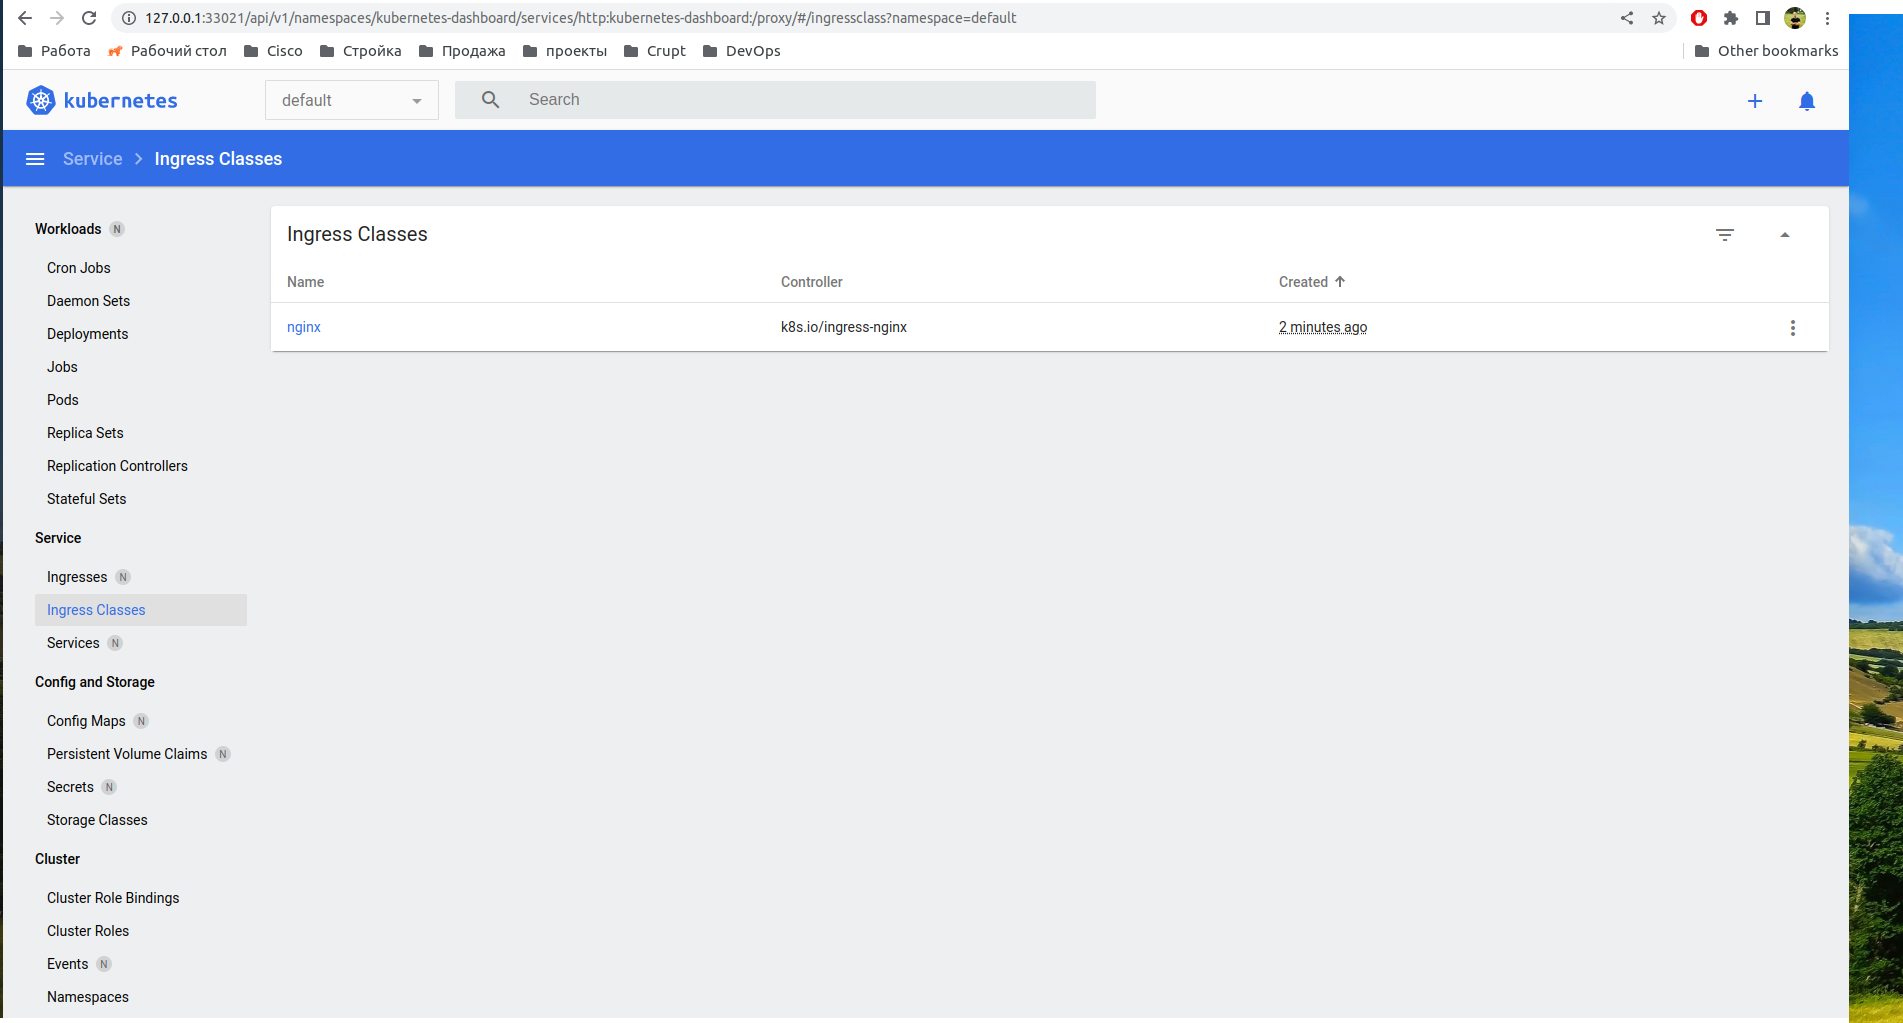 127.0.0.1:33021/api/v1/namespaces/kubernetes-dashboard/services/http:kubernetes-dashboard:/proxy/#/ingressclass?namespace=default
Работа Рабочий стол Cisco Стройка Продажа проекты Crupt DevOps Other bookmarks
kubernetes default Search
Service Ingress Classes
Workloads N
Cron Jobs
Daemon Sets
Deployments
Jobs
Pods
Replica Sets
Replication Controllers
Stateful Sets
Service
Ingresses N
Ingress Classes
Services N
Config and Storage
Config Maps N
Persistent Volume Claims N
Secrets N
Storage Classes
Cluster
Cluster Role Bindings
Cluster Roles
Events N
Namespaces
Ingress Classes
Name Controller Created
nginx k8s.io/ingress-nginx 2 minutes ago